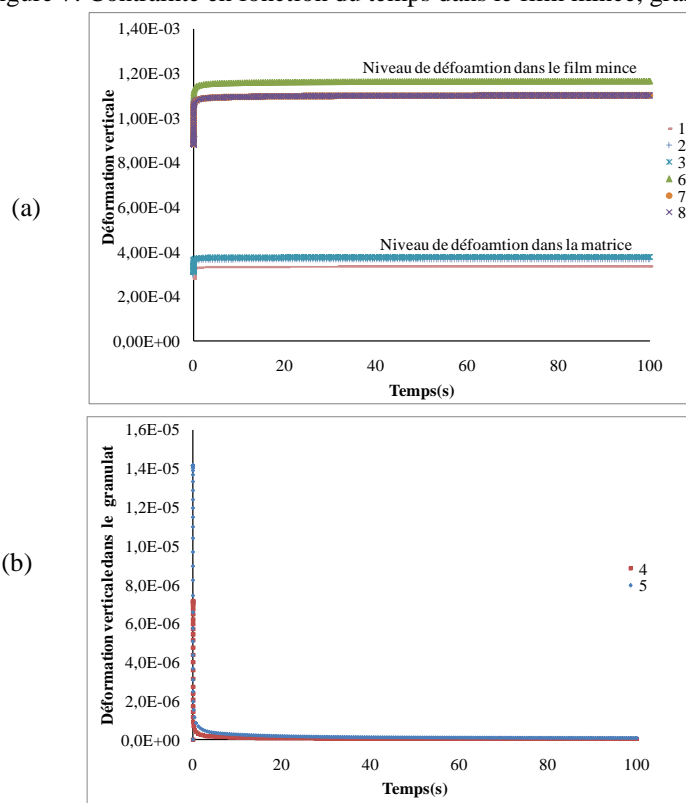 igure 7. Contrainte en fonction du temps dans le film mince, gra
(a)
Déformation verticale
1,40E-03
1,20E-03
1,00E-03
8,00E-04
6,00E-04
4,00E-04
2,00E-04
0,00E+00
Niveau de défoamtion dans le film mince
Niveau de défoamtion dans la matrice
1
2
3
6
7
8
0 20 40 60 80 100
Temps(s)
(b)
Déformation verticale dans le granulat
1,6E-05
1,4E-05
1,2E-05
1,0E-05
8,0E-06
6,0E-06
4,0E-06
2,0E-06
0,0E+00
4
5
0 20 40 60 80 100
Temps(s)